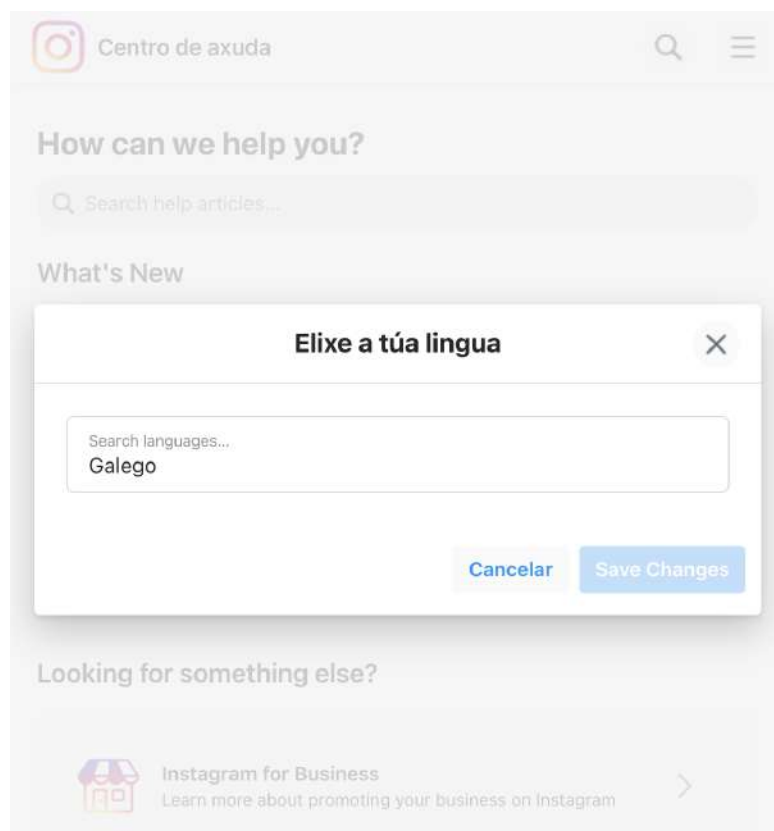 Centro de axuda
How can we help you?
Search help articles...
What's New
Elixe a túa lingua
Search languages...
Galego
Cancelar
Save Changes
Looking for something else?
Instagram for Business
Learn more about promoting your business on Instagram